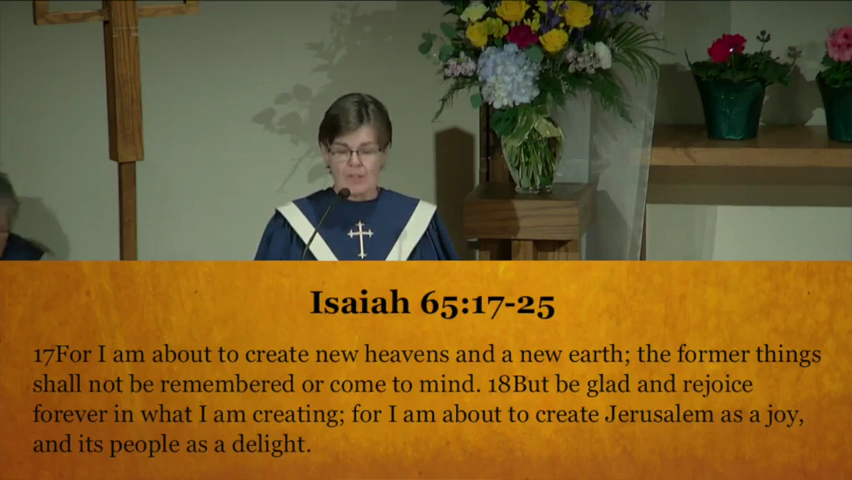 Isaiah 65:17-25
17For I am about to create new heavens and a new earth; the former things
shall not be remembered or come to mind. 18But be glad and rejoice
forever in what I am creating; for I am about to create Jerusalem as a joy,
and its people as a delight.